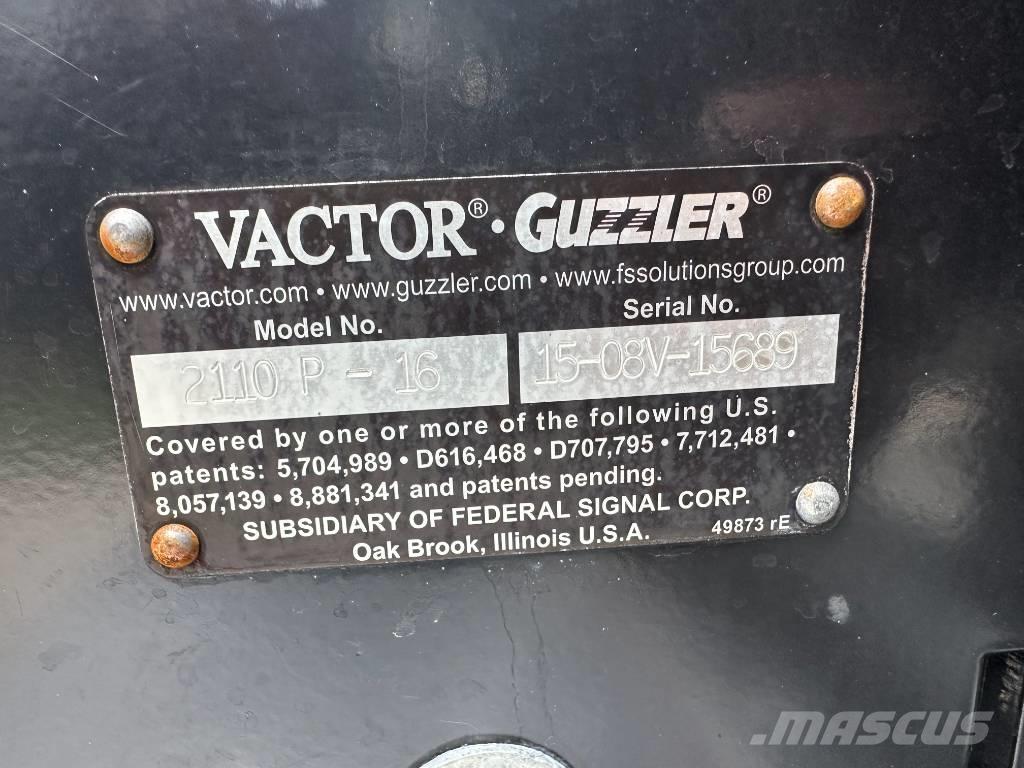 VACTOR® • GUZZLER®
www.vactor.com • www.guzzler.com • www.fssolutionsgroup.com
Model No. Serial No.
2110 P - 16 15-08V-15689
Covered by one or more of the following U.S.
patents: 5,704,989 • D616,468 • D707,795 • 7,712,481 •
8,057,139 • 8,881,341 and patents pending.
SUBSIDIARY OF FEDERAL SIGNAL CORP.
Oak Brook, Illinois U.S.A. 49873 rE
MASCUS